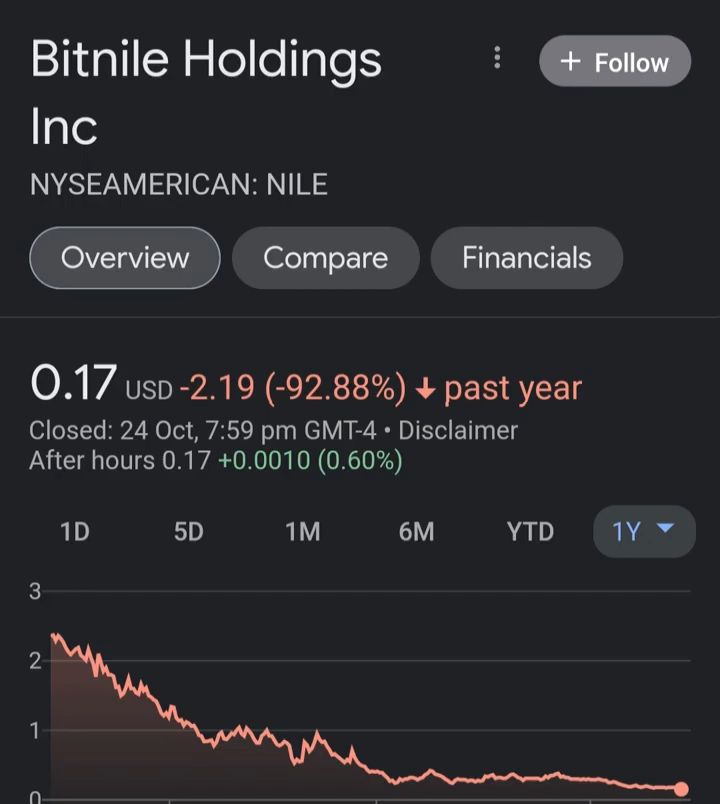 Bitnile Holdings
Inc
+ Follow
NYSEAMERICAN: NILE
Overview
Compare
Financials
0.17 USD -2.19 (-92.88%) ↓ past year
Closed: 24 Oct, 7:59 pm GMT-4 • Disclaimer
After hours 0.17 +0.0010 (0.60%)
1D 5D 1M 6M YTD 1Y
3
2
1
0